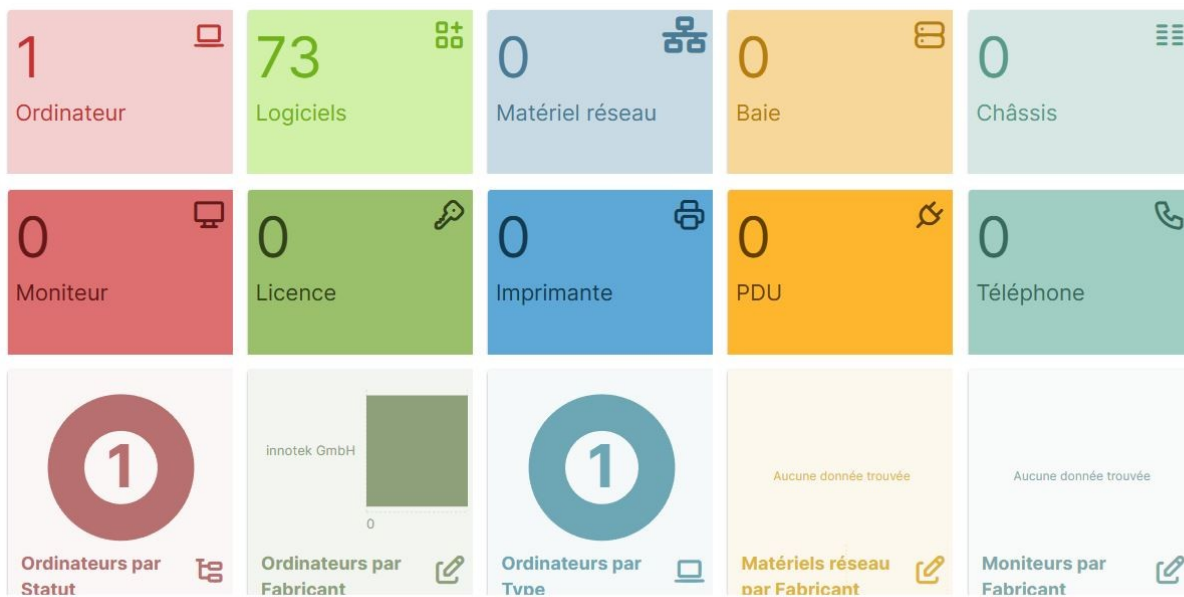 1
Ordinateur
73
Logiciels
0
Matériel réseau
0
Baie
0
Châssis
0
Moniteur
0
Licence
0
Imprimante
0
PDU
0
Téléphone
1
Ordinateurs par
Statut
innotek GmbH
0
Ordinateurs par
Fabricant
1
Ordinateurs par
Type
Aucune donnée trouvée
Matériels réseau
par Fabricant
Aucune donnée trouvée
Moniteurs par
Fabricant